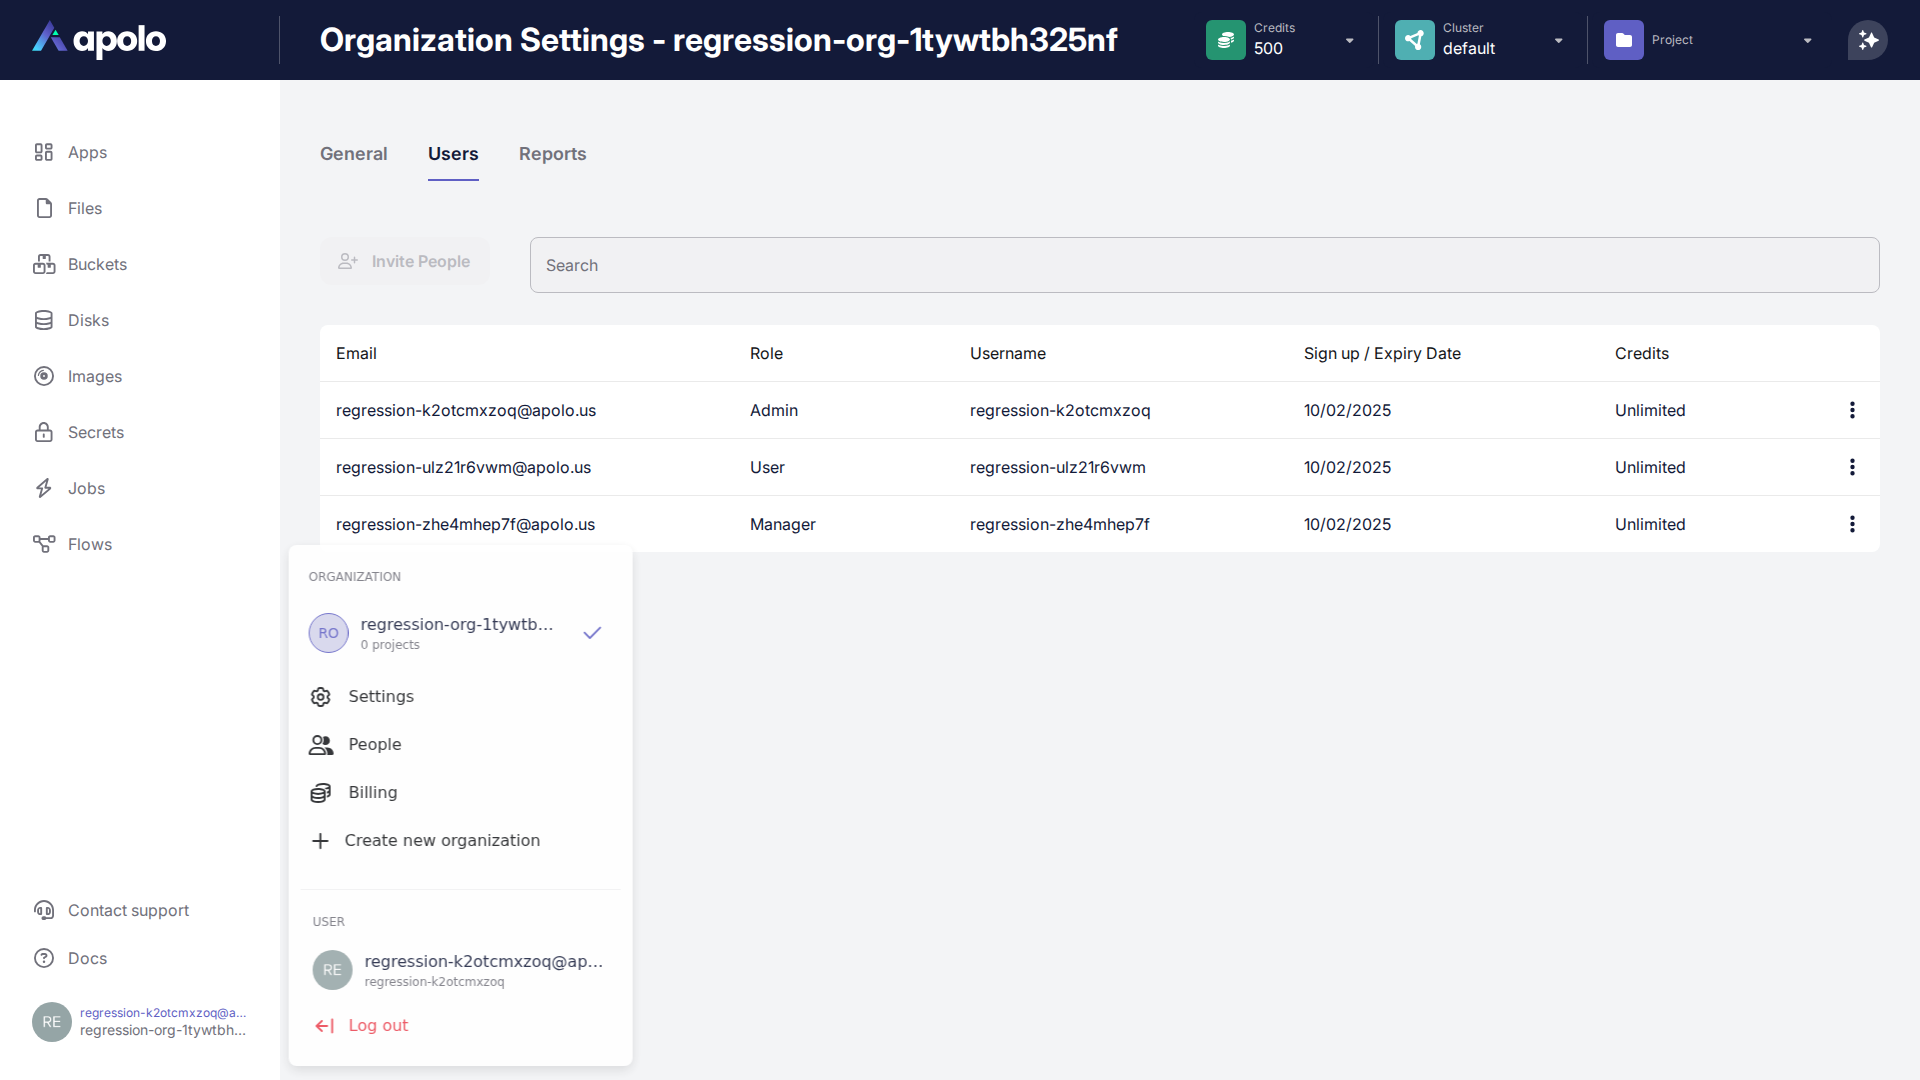 apolo
Organization Settings - regression-org-1tywtbh325nf
Credits
500
Cluster
default
Project
Apps
Files
Buckets
Disks
Images
Secrets
Jobs
Flows
Contact support
Docs
RE
regression-k2otcmxzoq@a...
regression-org-1tywtbh...
General Users Reports
Invite People
Search
Email Role Username Sign up / Expiry Date Credits
regression-k2otcmxzoq@apolo.us Admin regression-k2otcmxzoq 10/02/2025 Unlimited
regression-ulz21r6vwm@apolo.us User regression-ulz21r6vwm 10/02/2025 Unlimited
regression-zhe4mhep7f@apolo.us Manager regression-zhe4mhep7f 10/02/2025 Unlimited
ORGANIZATION
RO
regression-org-1tywtb...
0 projects
Settings
People
Billing
Create new organization
USER
RE
regression-k2otcmxzoq@ap...
regression-k2otcmxzoq
Log out